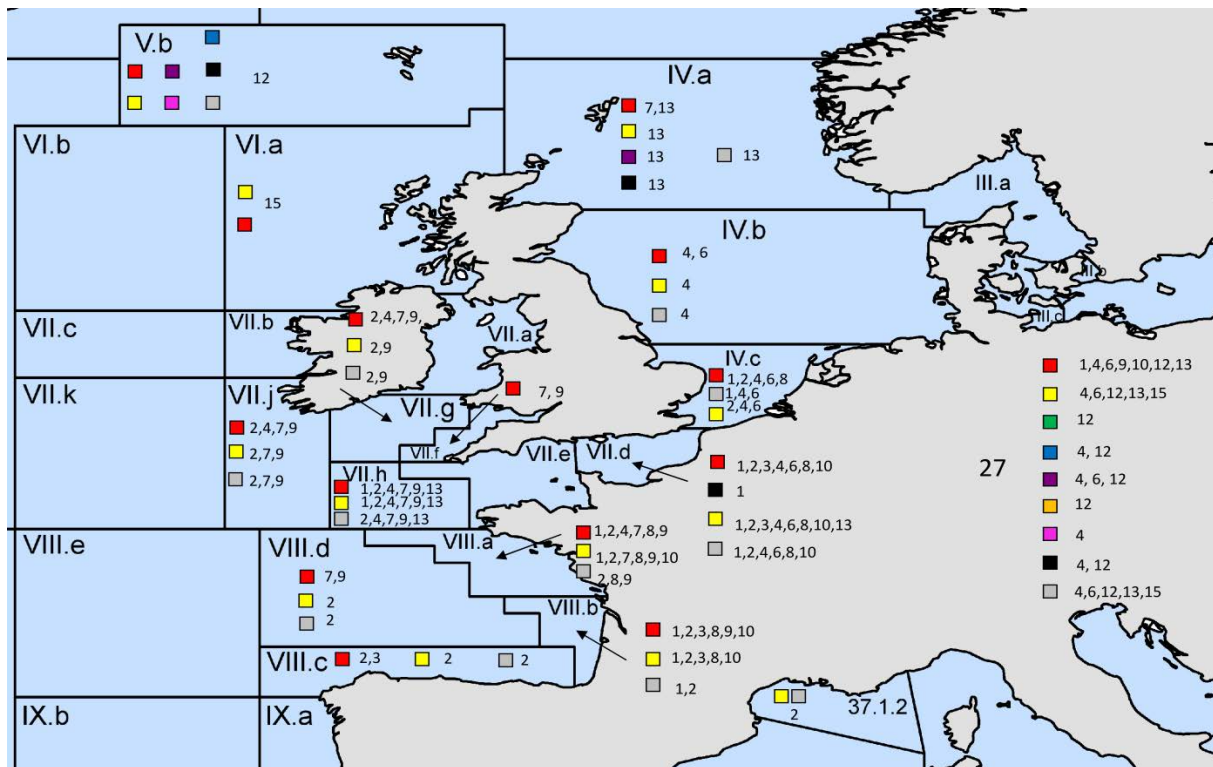 V.b
12
IV.a
7,13
13
13
13
13
VI.b
VI.a
15
III.a
IV.b
4, 6
4
4
III.b
III.c
VII.c
VII.b
2,4,7,9,
2,9
2,9
VII.a
IV.c
1,2,4,6,8
1,4,6
2,4,6
7, 9
VII.k
VII.j
2,4,7,9
2,7,9
2,7,9
VII.g
VII.f
VII.e
VII.d
VII.h
1,2,4,7,9,13
1,2,4,7,9,13
2,4,7,9,13
1,2,3,4,6,8,10
1
1,2,3,4,6,8,10,13
1,2,4,6,8,10
27
1,4,6,9,10,12,13
4,6,12,13,15
12
4, 12
4, 6, 12
12
4
4, 12
4,6,12,13,15
VIII.e
VIII.d
7,9
2
2
VIII.a
1,2,4,7,8,9
1,2,7,8,9,10
2,8,9
VIII.b
1,2,3,8,9,10
1,2,3,8,10
1,2
VIII.c
2,3
2
2
IX.b
IX.a
2
37.1.2